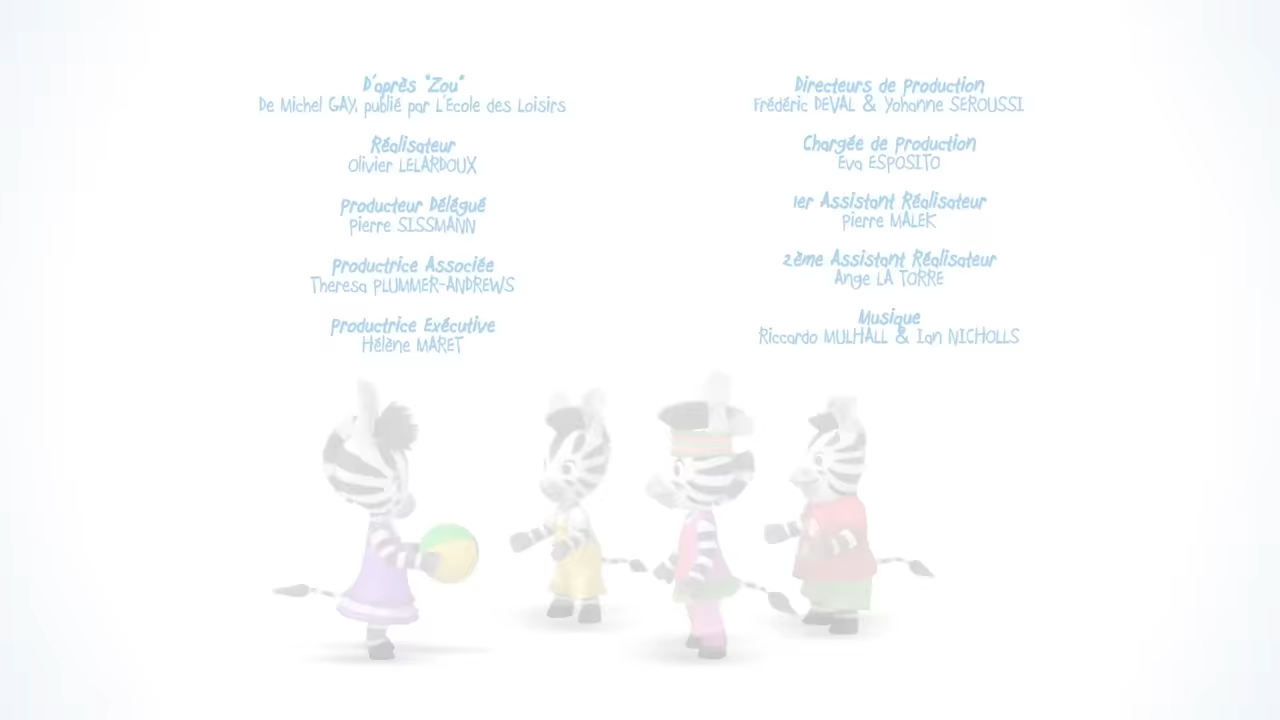 D'après "Zou"
De Michel GAY, publié par L'Ecole des Loisirs
Réalisateur
Olivier LELARDOUX
Producteur Délégué
Pierre SISSMANN
Productrice Associée
Theresa PLUMMER-ANDREWS
Productrice Exécutive
Hélène MARET
Directeurs de Production
Frédéric DEVAL & Yohanne SEROUSSI
Chargée de Production
Eva ESPOSITO
1er Assistant Réalisateur
Pierre MALEK
2ème Assistant Réalisateur
Ange LA TORRE
Musique
Riccardo MULHALL & Ian NICHOLLS